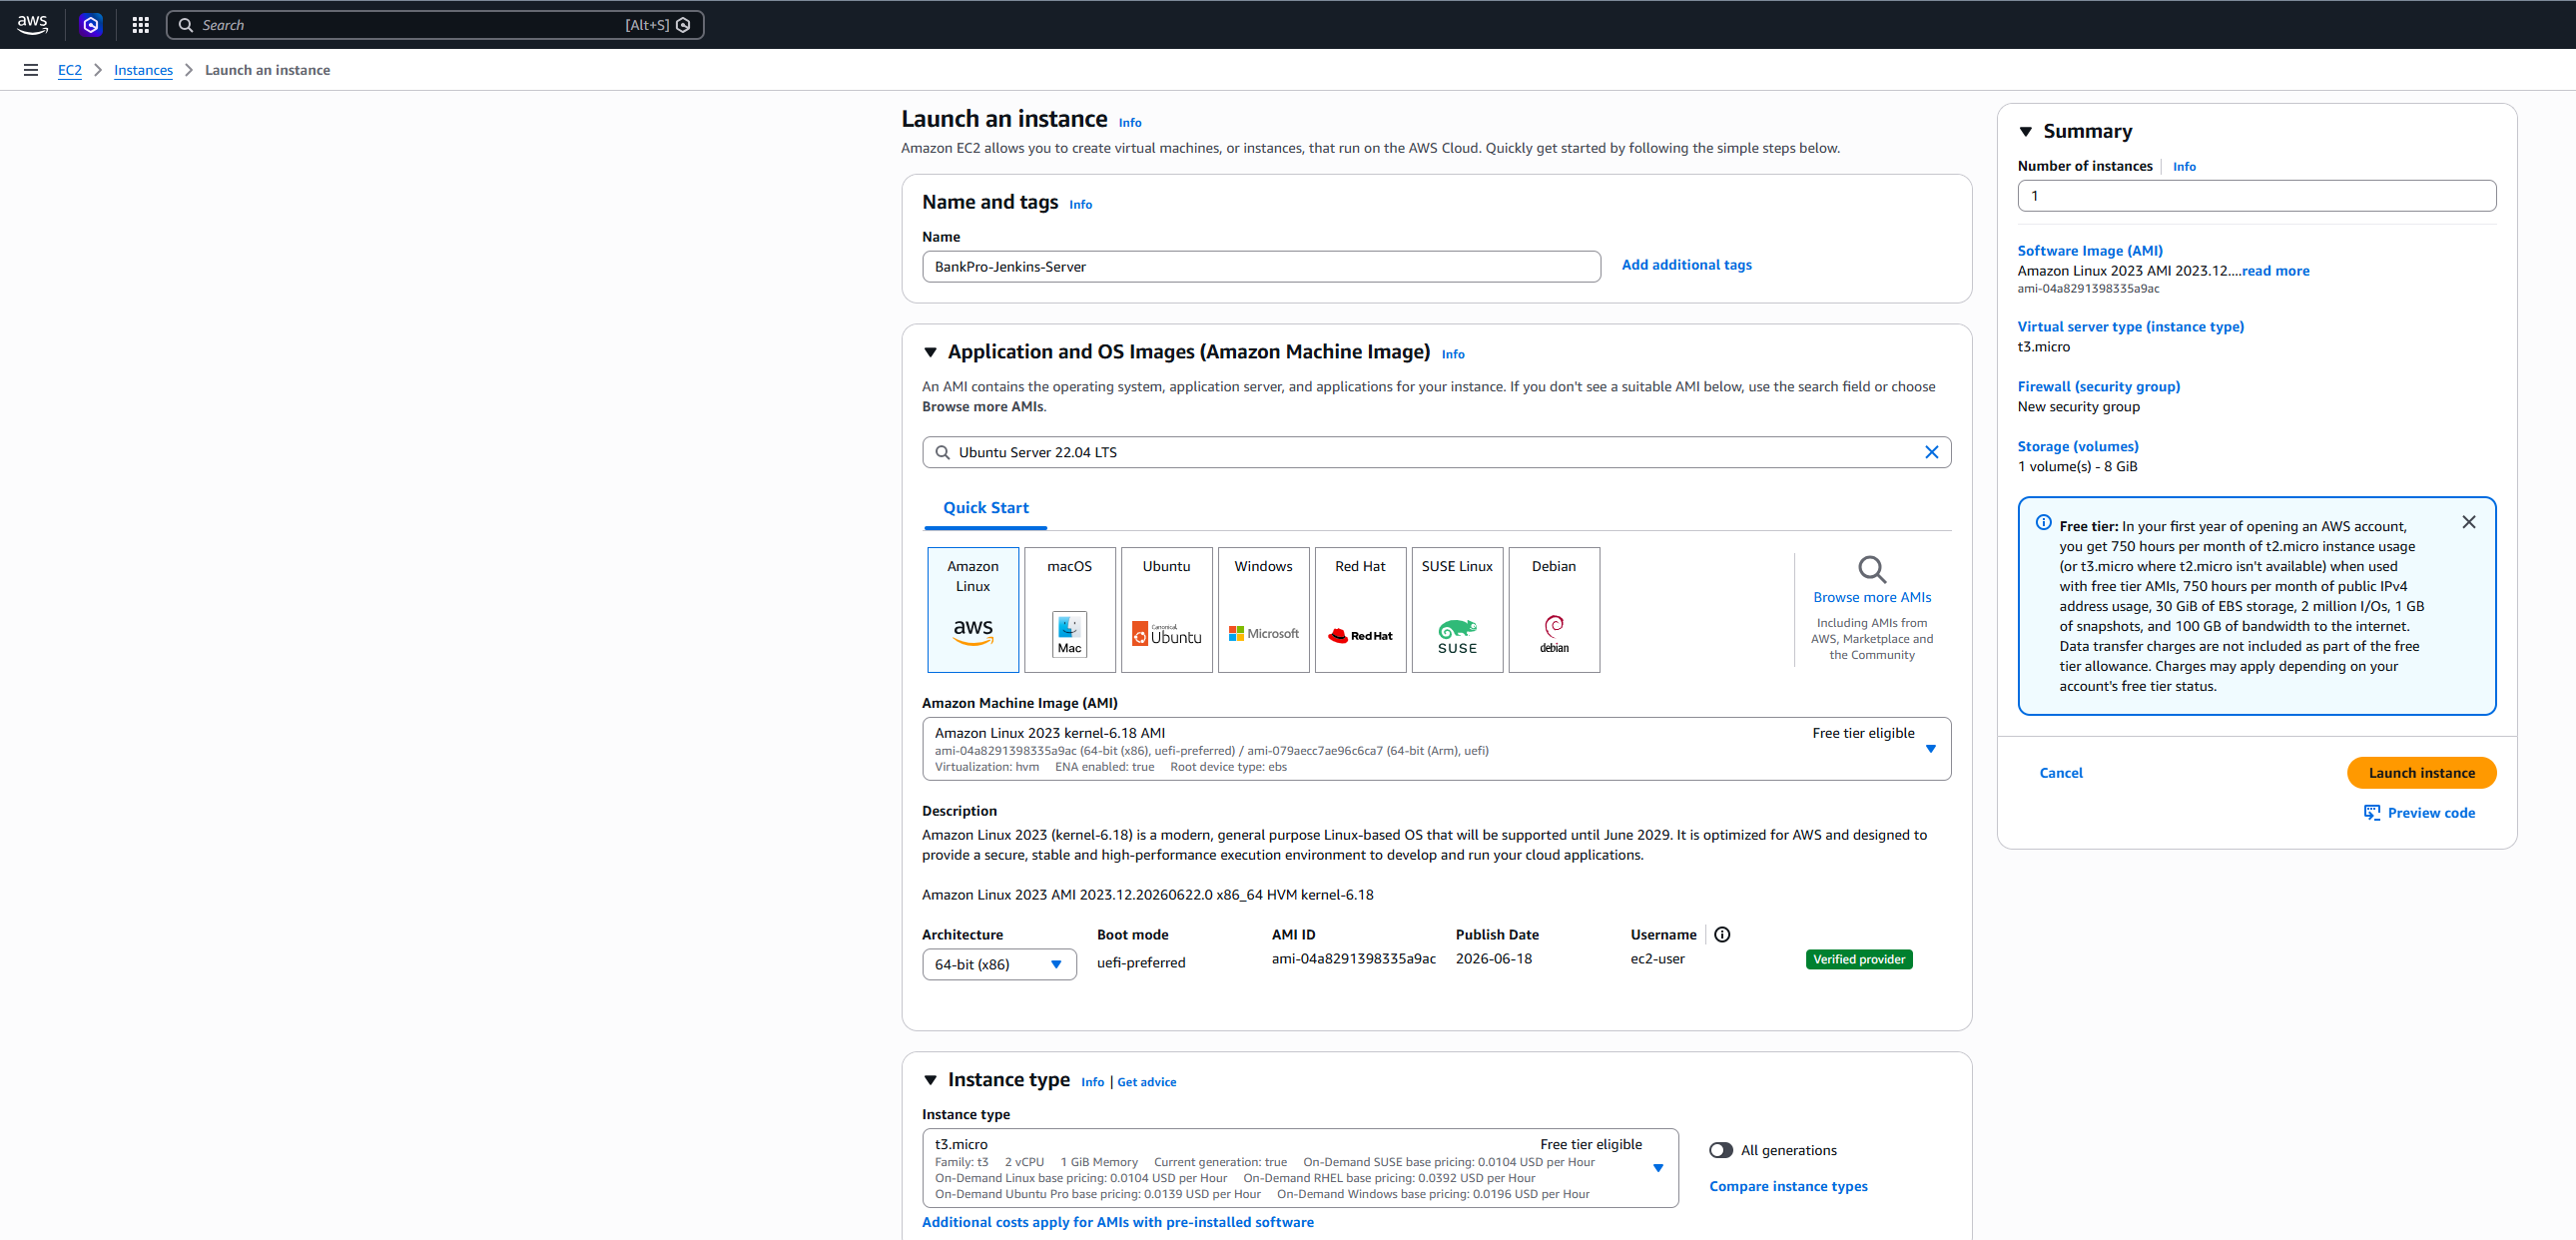 aws
Search [Alt+S]
EC2 > Instances > Launch an instance
Launch an instance Info
Amazon EC2 allows you to create virtual machines, or instances, that run on the AWS Cloud. Quickly get started by following the simple steps below.
Name and tags Info
Name
BankPro-Jenkins-Server
Add additional tags
Application and OS Images (Amazon Machine Image) Info
An AMI contains the operating system, application server, and applications for your instance. If you don't see a suitable AMI below, use the search field or choose
Browse more AMIs.
Ubuntu Server 22.04 LTS
Quick Start
Amazon
Linux
aws
macOS
Mac
Ubuntu
Canonical
Ubuntu
Windows
Microsoft
Red Hat
Red Hat
SUSE Linux
SUSE
Debian
debian
Browse more AMIs
Including AMIs from
AWS, Marketplace and
the Community
Amazon Machine Image (AMI)
Amazon Linux 2023 kernel-6.18 AMI Free tier eligible
ami-04a8291398335a9ac (64-bit (x86), uefi-preferred) / ami-079aecc7ae96c6ca7 (64-bit (Arm), uefi)
Virtualization: hvm ENA enabled: true Root device type: ebs
Description
Amazon Linux 2023 (kernel-6.18) is a modern, general purpose Linux-based OS that will be supported until June 2029. It is optimized for AWS and designed to
provide a secure, stable and high-performance execution environment to develop and run your cloud applications.
Amazon Linux 2023 AMI 2023.12.20260622.0 x86_64 HVM kernel-6.18
Architecture Boot mode AMI ID Publish Date Username
64-bit (x86) uefi-preferred ami-04a8291398335a9ac 2026-06-18 ec2-user Verified provider
Instance type Info | Get advice
Instance type
t3.micro Free tier eligible
Family: t3 2 vCPU 1 GiB Memory Current generation: true On-Demand SUSE base pricing: 0.0104 USD per Hour
On-Demand Linux base pricing: 0.0104 USD per Hour On-Demand RHEL base pricing: 0.0392 USD per Hour
On-Demand Ubuntu Pro base pricing: 0.0139 USD per Hour On-Demand Windows base pricing: 0.0196 USD per Hour
All generations
Compare instance types
Additional costs apply for AMIs with pre-installed software
Summary
Number of instances Info
1
Software Image (AMI)
Amazon Linux 2023 AMI 2023.12....read more
ami-04a8291398335a9ac
Virtual server type (instance type)
t3.micro
Firewall (security group)
New security group
Storage (volumes)
1 volume(s) - 8 GiB
Free tier: In your first year of opening an AWS account,
you get 750 hours per month of t2.micro instance usage
(or t3.micro where t2.micro isn't available) when used
with free tier AMIs, 750 hours per month of public IPv4
address usage, 30 GiB of EBS storage, 2 million I/Os, 1 GB
of snapshots, and 100 GB of bandwidth to the internet.
Data transfer charges are not included as part of the free
tier allowance. Charges may apply depending on your
account's free tier status.
Cancel
Launch instance
Preview code